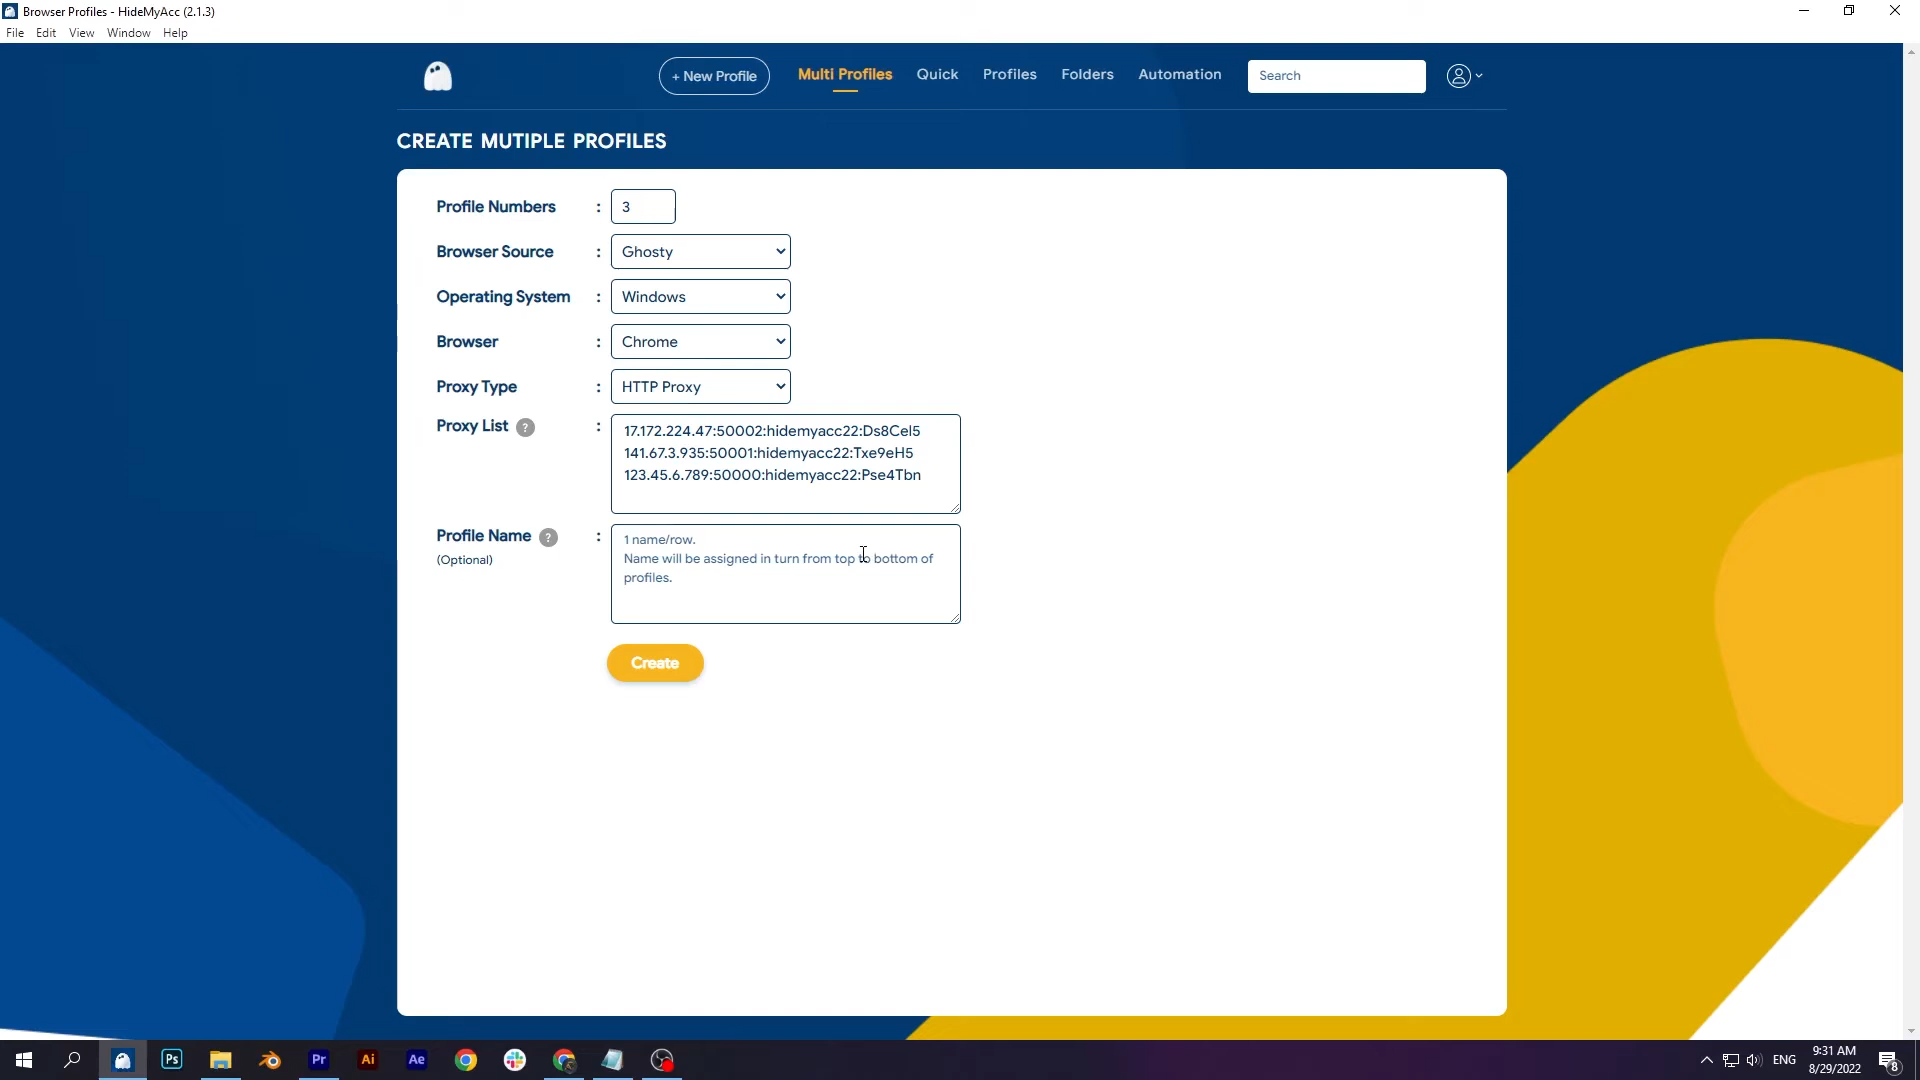 Browser Profiles - HideMyAcc (2.1.3)
File Edit View Window Help
+ New Profile Multi Profiles Quick Profiles Folders Automation Search
CREATE MUTIPLE PROFILES
Profile Numbers : 3
Browser Source : Ghosty
Operating System : Windows
Browser : Chrome
Proxy Type : HTTP Proxy
Proxy List ? :
17.172.224.47:50002:hidemyacc22:Ds8Cel5
141.67.3.935:50001:hidemyacc22:Txe9eH5
123.45.6.789:50000:hidemyacc22:Pse4Tbn
Profile Name ? :
(Optional)
1 name/row.
Name will be assigned in turn from top to bottom of
profiles.
Create
Ps Pr Ai Ae ENG
9:31 AM
8/29/2022
8